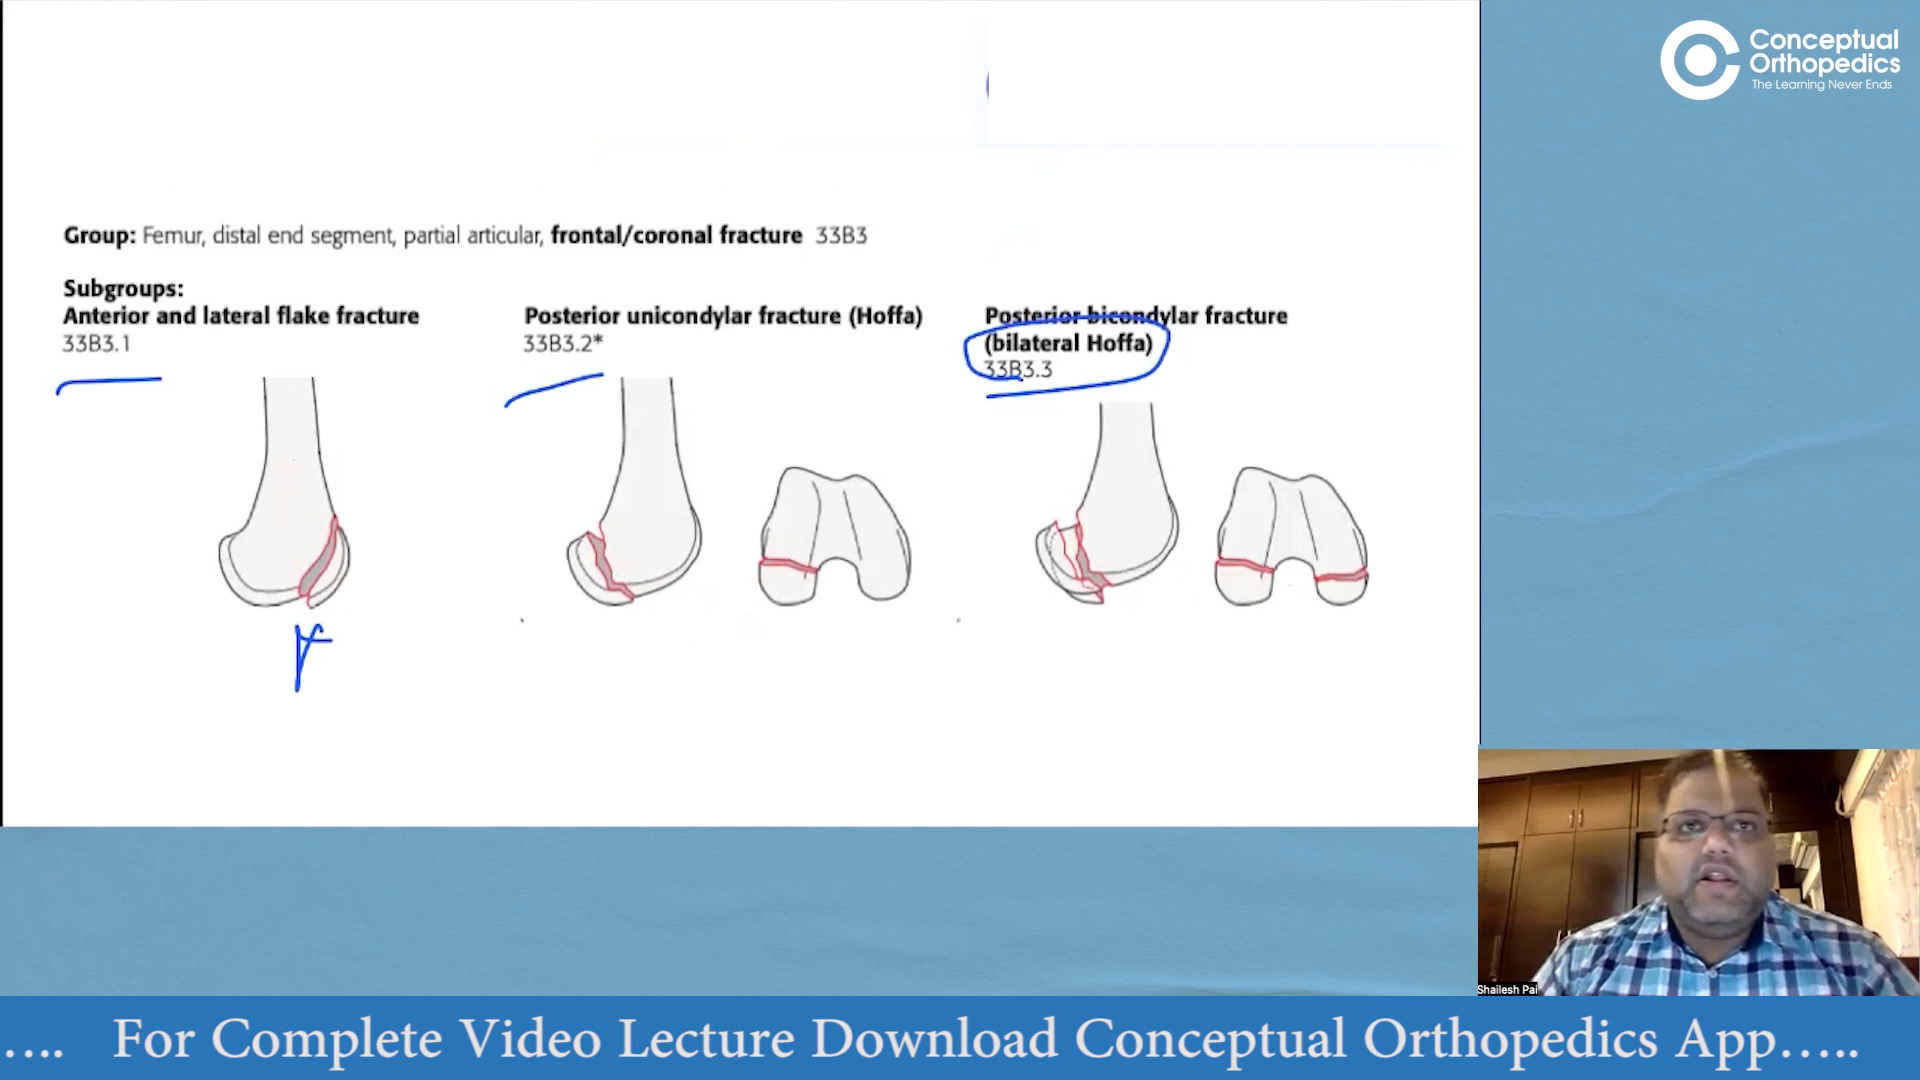 Conceptual
Orthopedics
The Learning Never Ends
Group: Femur, distal end segment, partial articular, frontal/coronal fracture 33B3
Subgroups:
Anterior and lateral flake fracture
33B3.1
Posterior unicondylar fracture (Hoffa)
33B3.2*
Posterior bicondylar fracture
(bilateral Hoffa)
33B3.3
Shailesh Pai
..... For Complete Video Lecture Download Conceptual Orthopedics App.....